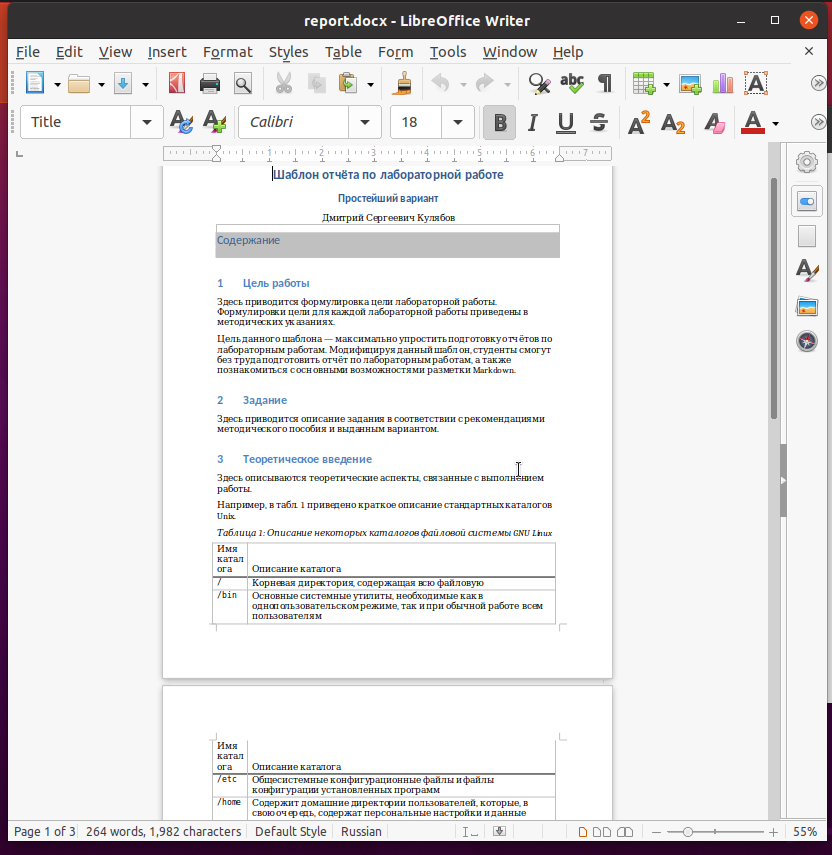 report.docx - LibreOffice Writer
File Edit View Insert Format Styles Table Form Tools Window Help
Title Calibri 18
1 2 3 4 5 6 7
Шаблон отчёта по лабораторной работе
Простейший вариант
Дмитрий Сергеевич Кулябов
Содержание
1 Цель работы
Здесь приводится формулировка цели лабораторной работы.
Формулировки цели для каждой лабораторной работы приведены в
методических указаниях.
Цель данного шаблона — максимально упростить подготовку отчётов по
лабораторным работам. Модифицируя данный шаблон, студенты смогут
без труда подготовить отчёт по лабораторным работам, а также
познакомиться с основными возможностями разметки Markdown.
2 Задание
Здесь приводится описание задания в соответствии с рекомендациями
методического пособия и выданным вариантом.
3 Теоретическое введение
Здесь описываются теоретические аспекты, связанные с выполнением
работы.
Например, в табл. 1 приведено краткое описание стандартных каталогов
Unix.
Таблица 1: Описание некоторых каталогов файловой системы GNU Linux
Имя
катал
ога Описание каталога
/ Корневая директория, содержащая всю файловую
/bin Основные системные утилиты, необходимые как в
однопользовательском режиме, так и при обычной работе всем
пользователям
Имя
катал
ога Описание каталога
/etc Общесистемные конфигурационные файлы и файлы
конфигурации установленных программ
/home Содержит домашние директории пользователей, которые, в
свою очередь, содержат персональные настройки и данные
Page 1 of 3 264 words, 1,982 characters Default Style Russian 55%